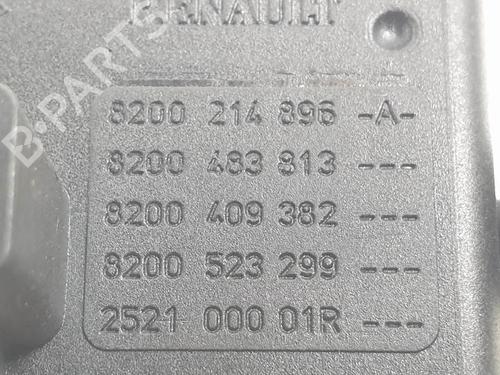 RENAULT
8200 214 896 -A-
8200 483 813 ---
8200 409 382 ---
8200 523 299 ---
2521 000 01R ---
B-PARTS